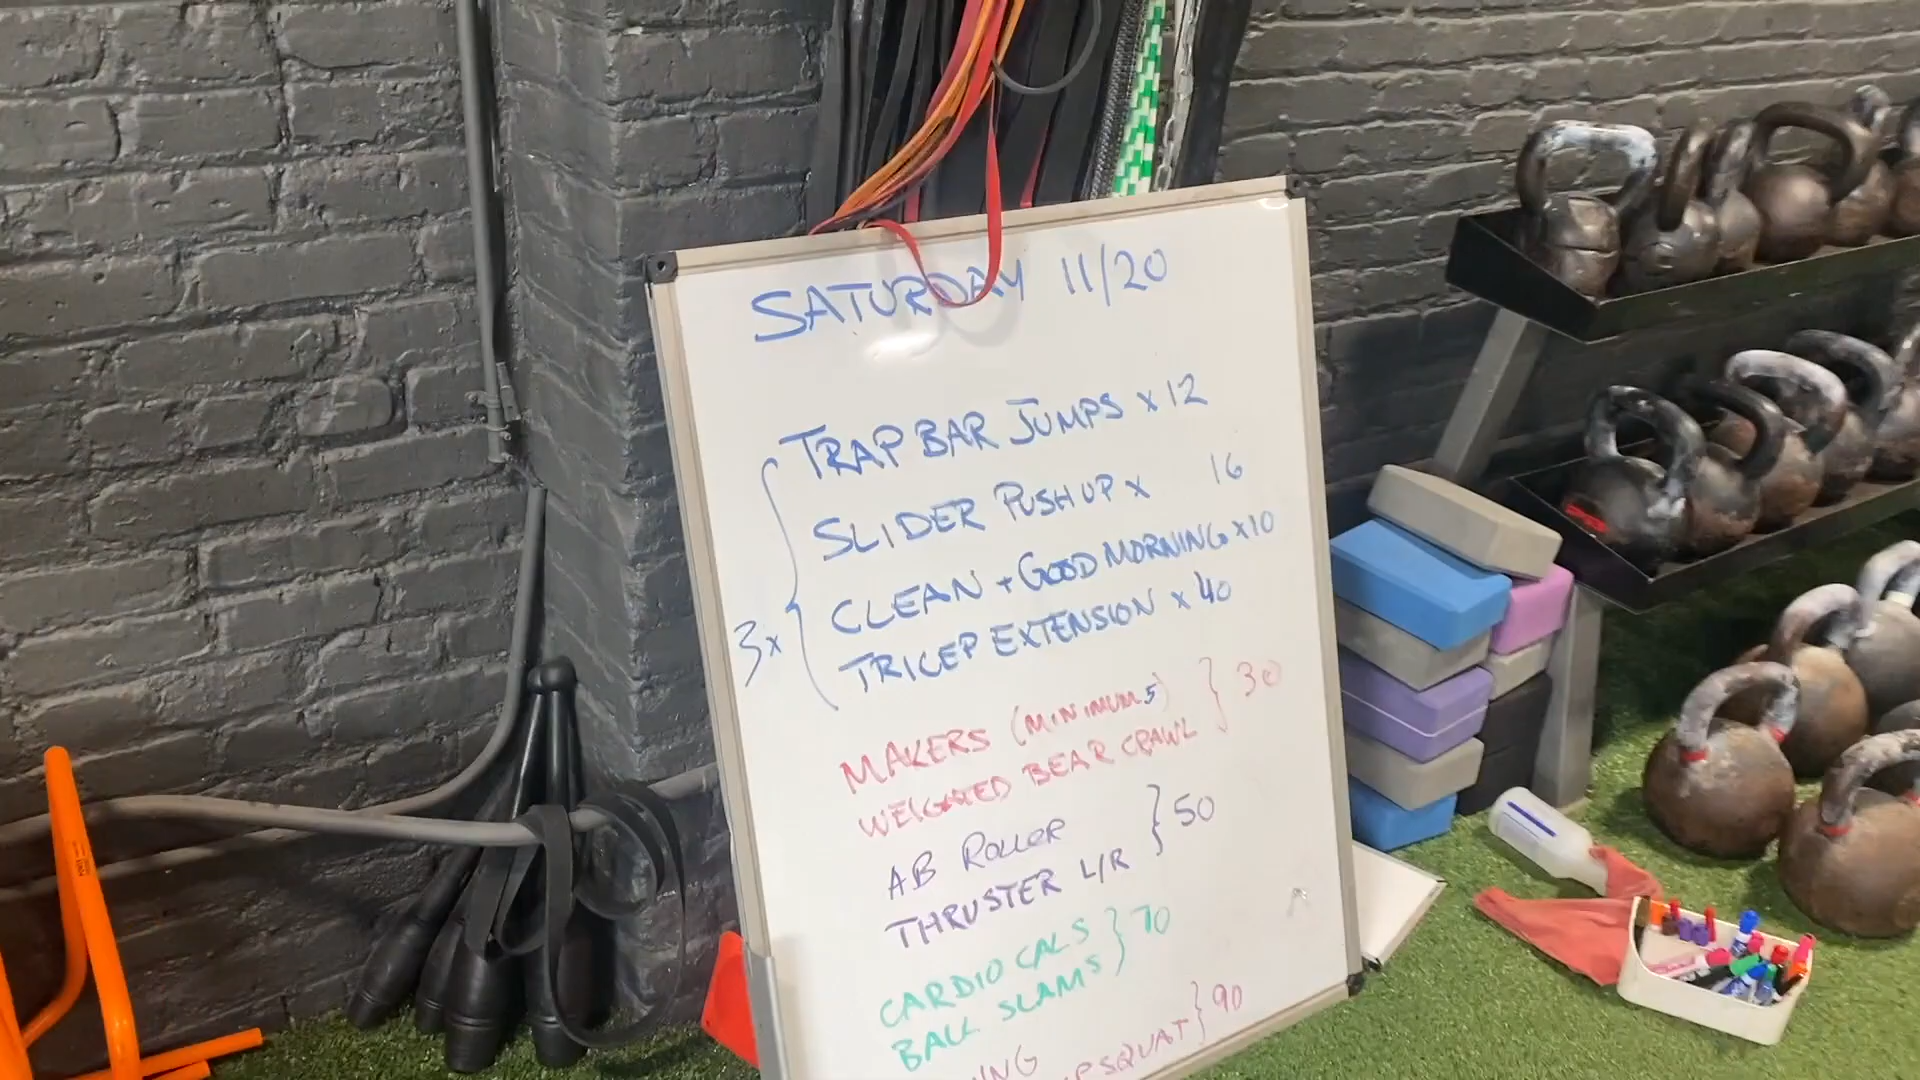 SATURDAY 11/20
TRAP BAR JUMPS x 12
SLIDER PUSH UP x 16
CLEAN + GOOD MORNING x10
3x
TRICEP EXTENSION x 40
MAKERS (MINIMUM 5)
WEIGHTED BEAR CRAWL } 30
AB ROLLER
THRUSTER L/R } 50
CARDIO CALS
BALL SLAMS } 70
SQUAT } 90